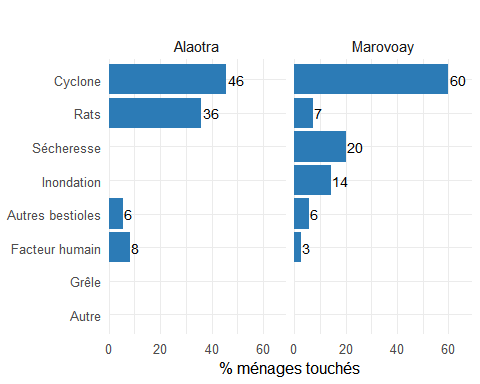 Alaotra Marovoay
Cyclone 46 60
Rats 36 7
Sécheresse 20
Inondation 14
Autres bestioles 6 6
Facteur humain 8 3
Grêle
Autre
0 20 40 60 0 20 40 60
% ménages touchés